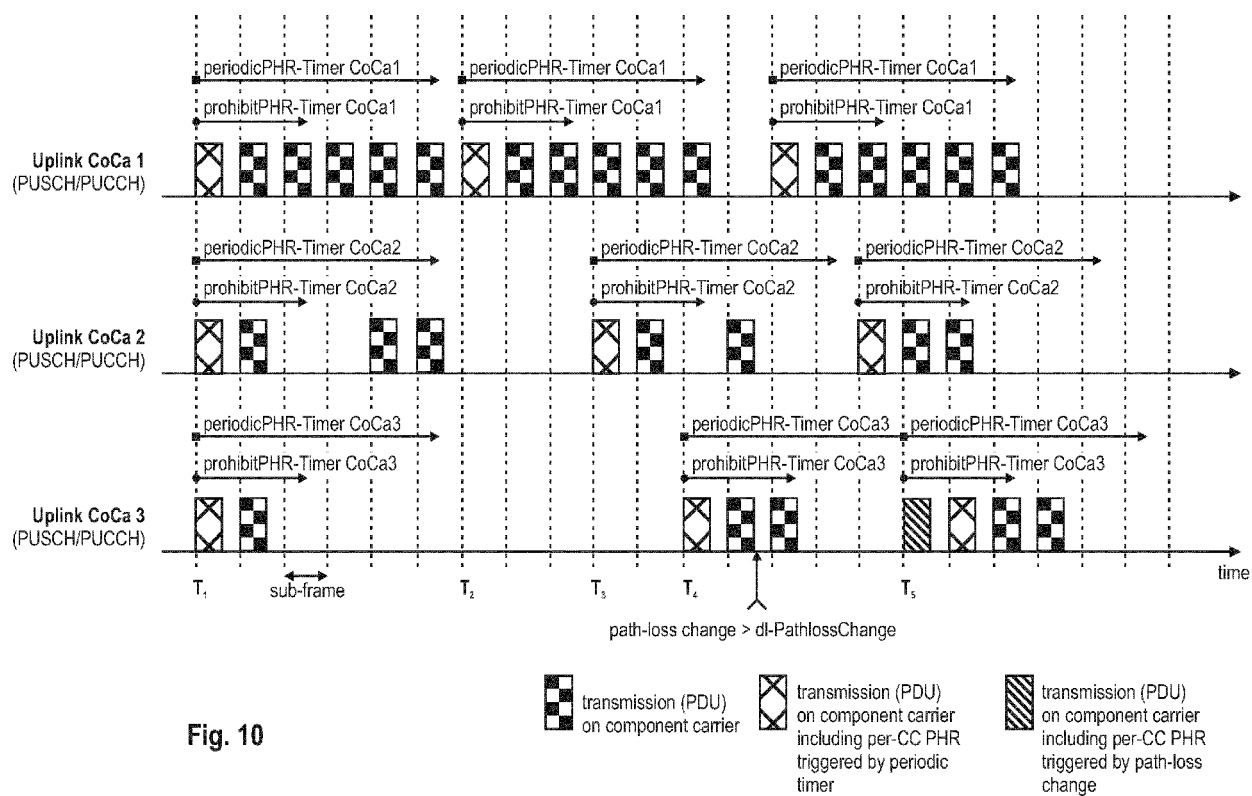 periodicPHR-Timer CoCa1 periodicPHR-Timer CoCa1 periodicPHR-Timer CoCa1
prohibitPHR-Timer CoCa1 prohibitPHR-Timer CoCa1 prohibitPHR-Timer CoCa1
Uplink CoCa 1
(PUSCH/PUCCH)
periodicPHR-Timer CoCa2 periodicPHR-Timer CoCa2 periodicPHR-Timer CoCa2
prohibitPHR-Timer CoCa2 prohibitPHR-Timer CoCa2 prohibitPHR-Timer CoCa2
Uplink CoCa 2
(PUSCH/PUCCH)
periodicPHR-Timer CoCa3 periodicPHR-Timer CoCa3 periodicPHR-Timer CoCa3
prohibitPHR-Timer CoCa3 prohibitPHR-Timer CoCa3 prohibitPHR-Timer CoCa3
Uplink CoCa 3
(PUSCH/PUCCH)
time
T1 sub-frame T2 T3 T4 T5
path-loss change > dl-PathlossChange
transmission (PDU)
on component carrier
transmission (PDU)
on component carrier
including per-CC PHR
triggered by periodic
timer
transmission (PDU)
on component carrier
including per-CC PHR
triggered by path-loss
change
Fig. 10